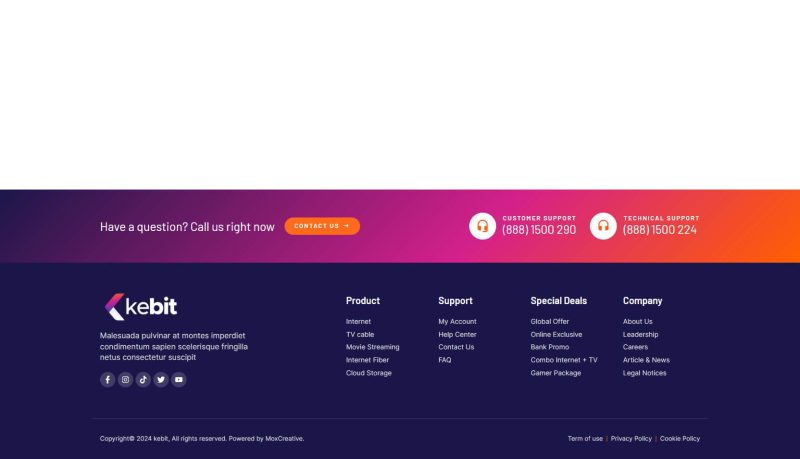 Have a question? Call us right now
CONTACT US
CUSTOMER SUPPORT
(888) 1500 290
TECHNICAL SUPPORT
(888) 1500 224
kebit
Malesuada pulvinar at montes imperdiet
condimentum sapien scelerisque fringilla
netus consectetur suscipit
Product
Internet
TV cable
Movie Streaming
Internet Fiber
Cloud Storage
Support
My Account
Help Center
Contact Us
FAQ
Special Deals
Global Offer
Online Exclusive
Bank Promo
Combo Internet + TV
Gamer Package
Company
About Us
Leadership
Careers
Article & News
Legal Notices
Copyright© 2024 kebit, All rights reserved. Powered by MoxCreative.
Term of use | Privacy Policy | Cookie Policy